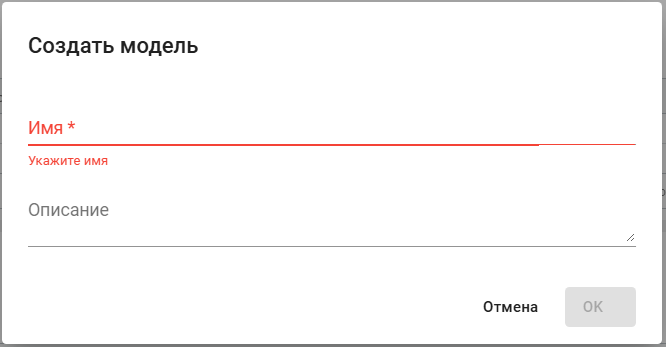 Создать модель
Имя *
Укажите имя
Описание
Отмена
OK